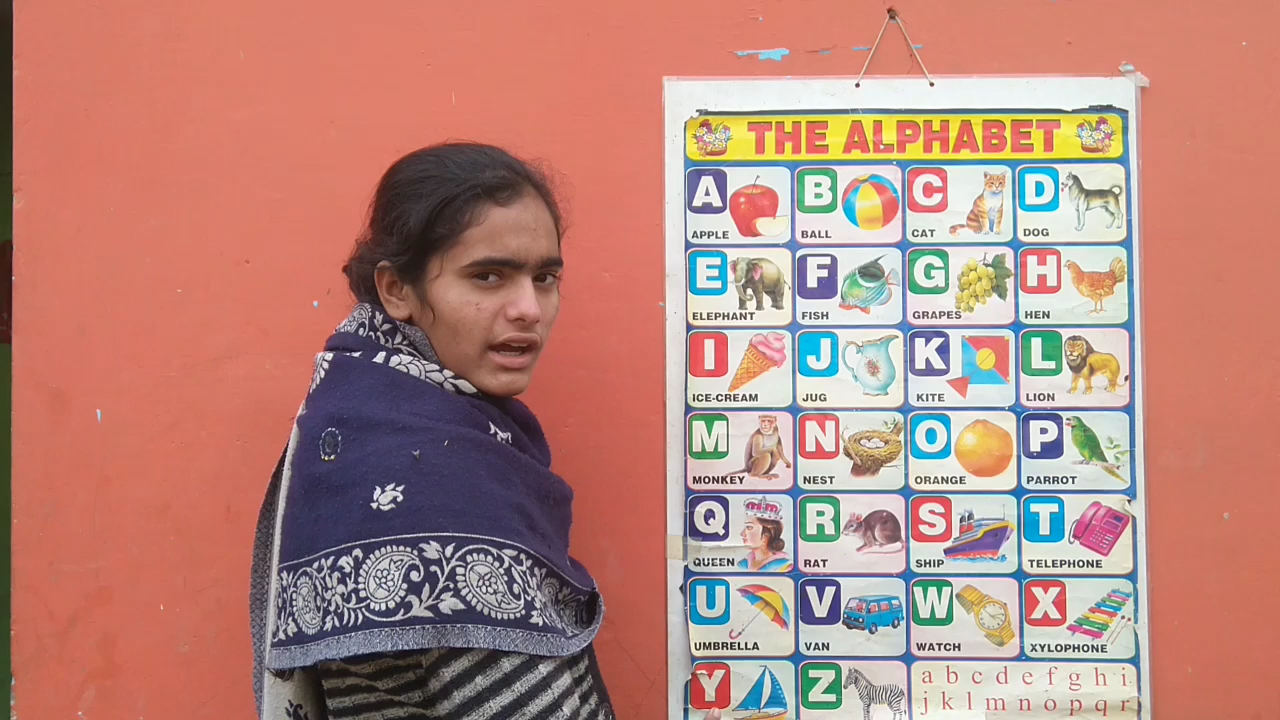 THE ALPHABET
A B C D
APPLE BALL CAT DOG
E F G H
ELEPHANT FISH GRAPES HEN
I J K L
ICE-CREAM JUG KITE LION
M N O P
MONKEY NEST ORANGE PARROT
Q R S T
QUEEN RAT SHIP TELEPHONE
U V W X
UMBRELLA VAN WATCH XYLOPHONE
Y Z
a b c d e f g h i
j k l m n o p q r